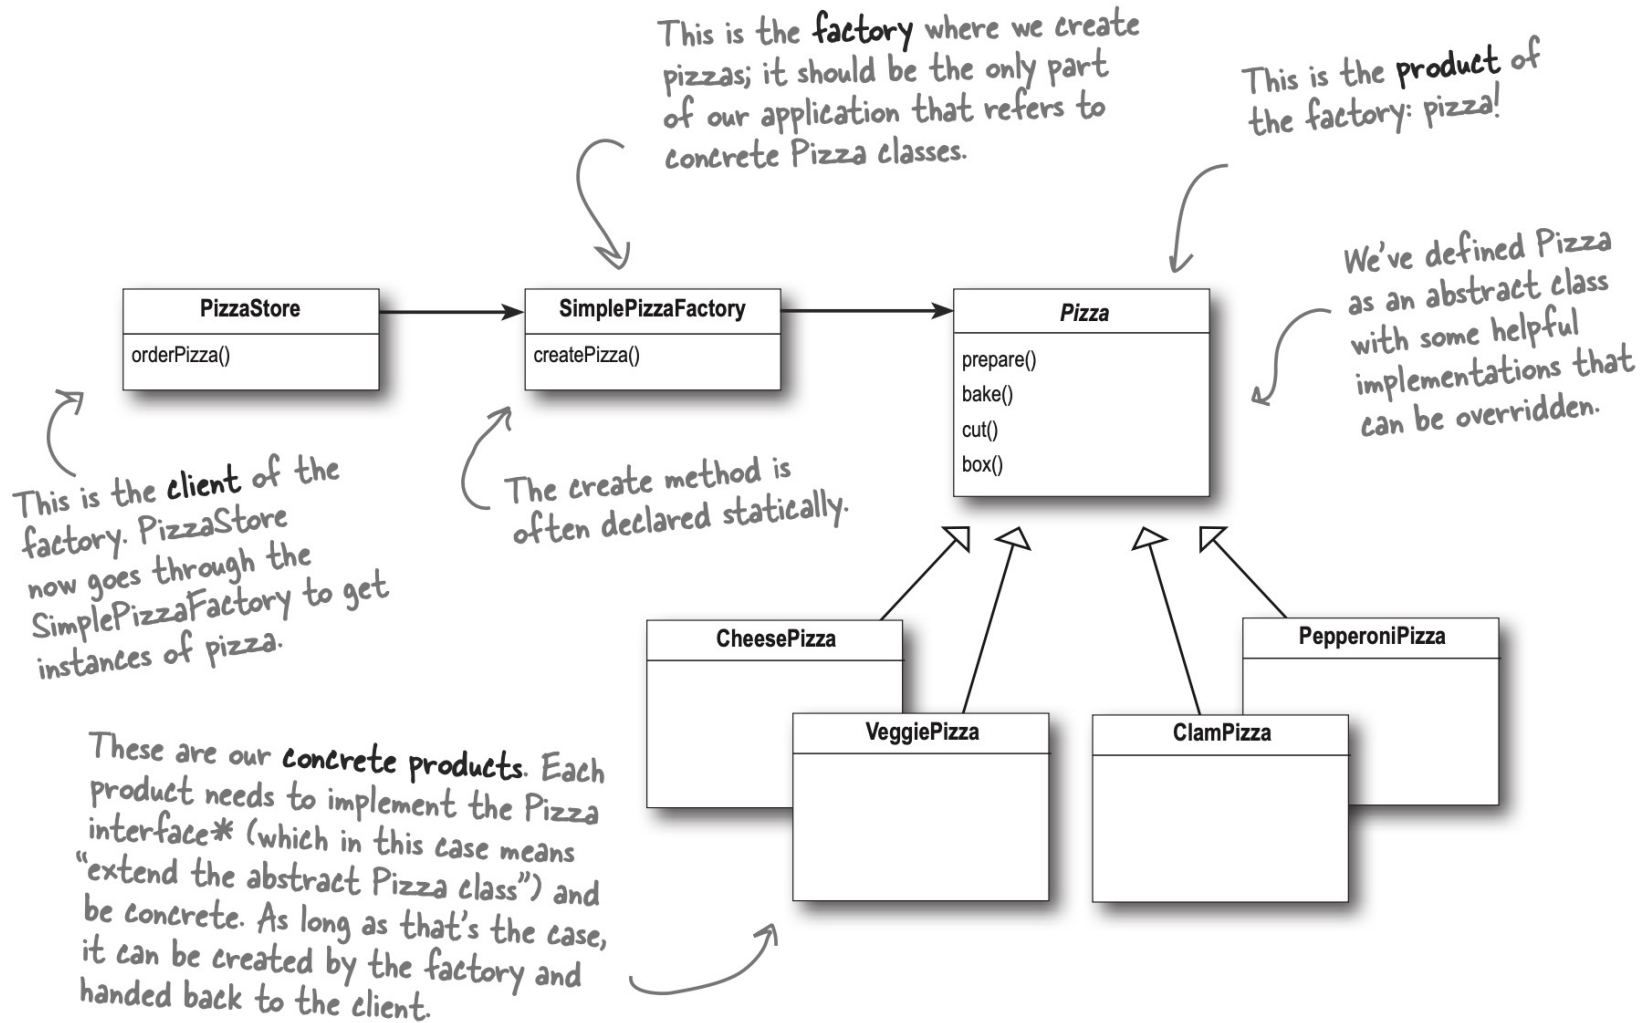 This is the factory where we create
pizzas; it should be the only part
of our application that refers to
concrete Pizza classes.
This is the product of
the factory: pizza!
We've defined Pizza
as an abstract class
with some helpful
implementations that
can be overridden.
PizzaStore
orderPizza()
SimplePizzaFactory
createPizza()
Pizza
prepare()
bake()
cut()
box()
This is the client of the
factory. PizzaStore
now goes through the
SimplePizzaFactory to get
instances of pizza.
The create method is
often declared statically.
CheesePizza
VeggiePizza
ClamPizza
PepperoniPizza
These are our concrete products. Each
product needs to implement the Pizza
interface* (which in this case means
“extend the abstract Pizza class”) and
be concrete. As long as that's the case,
it can be created by the factory and
handed back to the client.